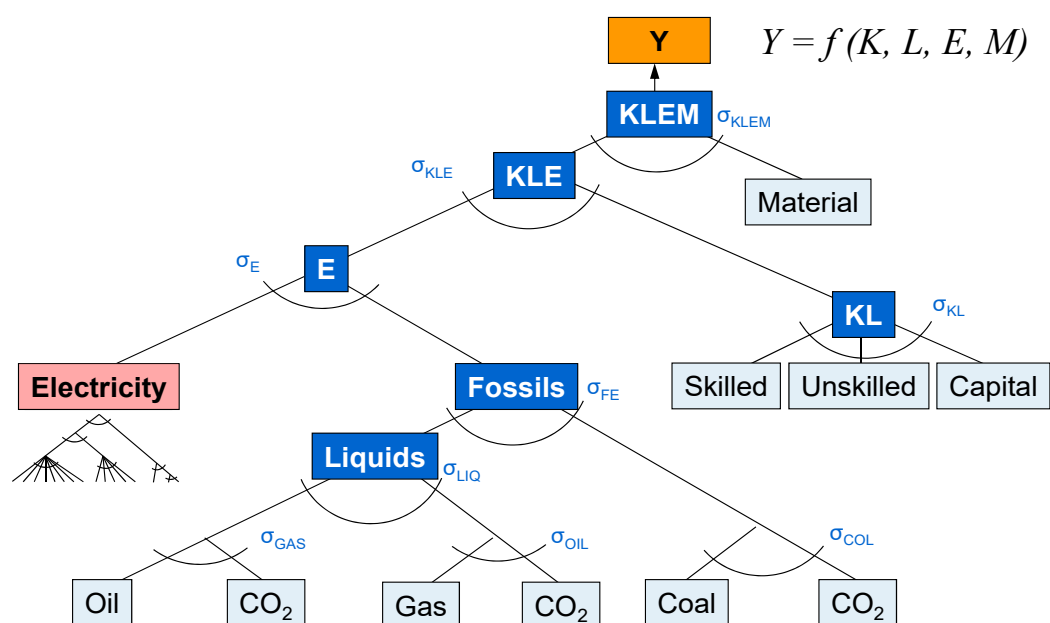 Y
Y = f (K, L, E, M)
KLEM
σKLEM
KLE
σKLE
Material
E
σE
KL
σKL
Electricity
Fossils
σFE
Skilled
Unskilled
Capital
Liquids
σLIQ
σGAS
σOIL
σCOL
Oil
CO₂
Gas
CO₂
Coal
CO₂